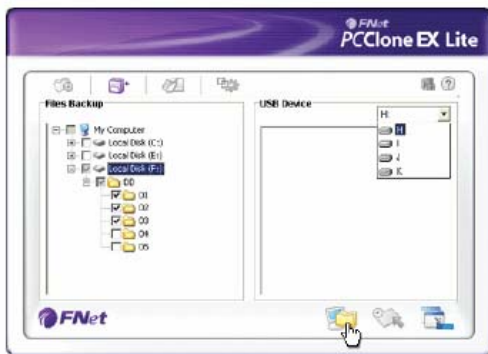 FNet
PCClone EX Lite
Files Backup
USB Device
H:
My Computer
Local Disk (C:)
Local Disk (E:)
Local Disk (F:)
00
01
02
03
04
05
H
I
J
K
FNet